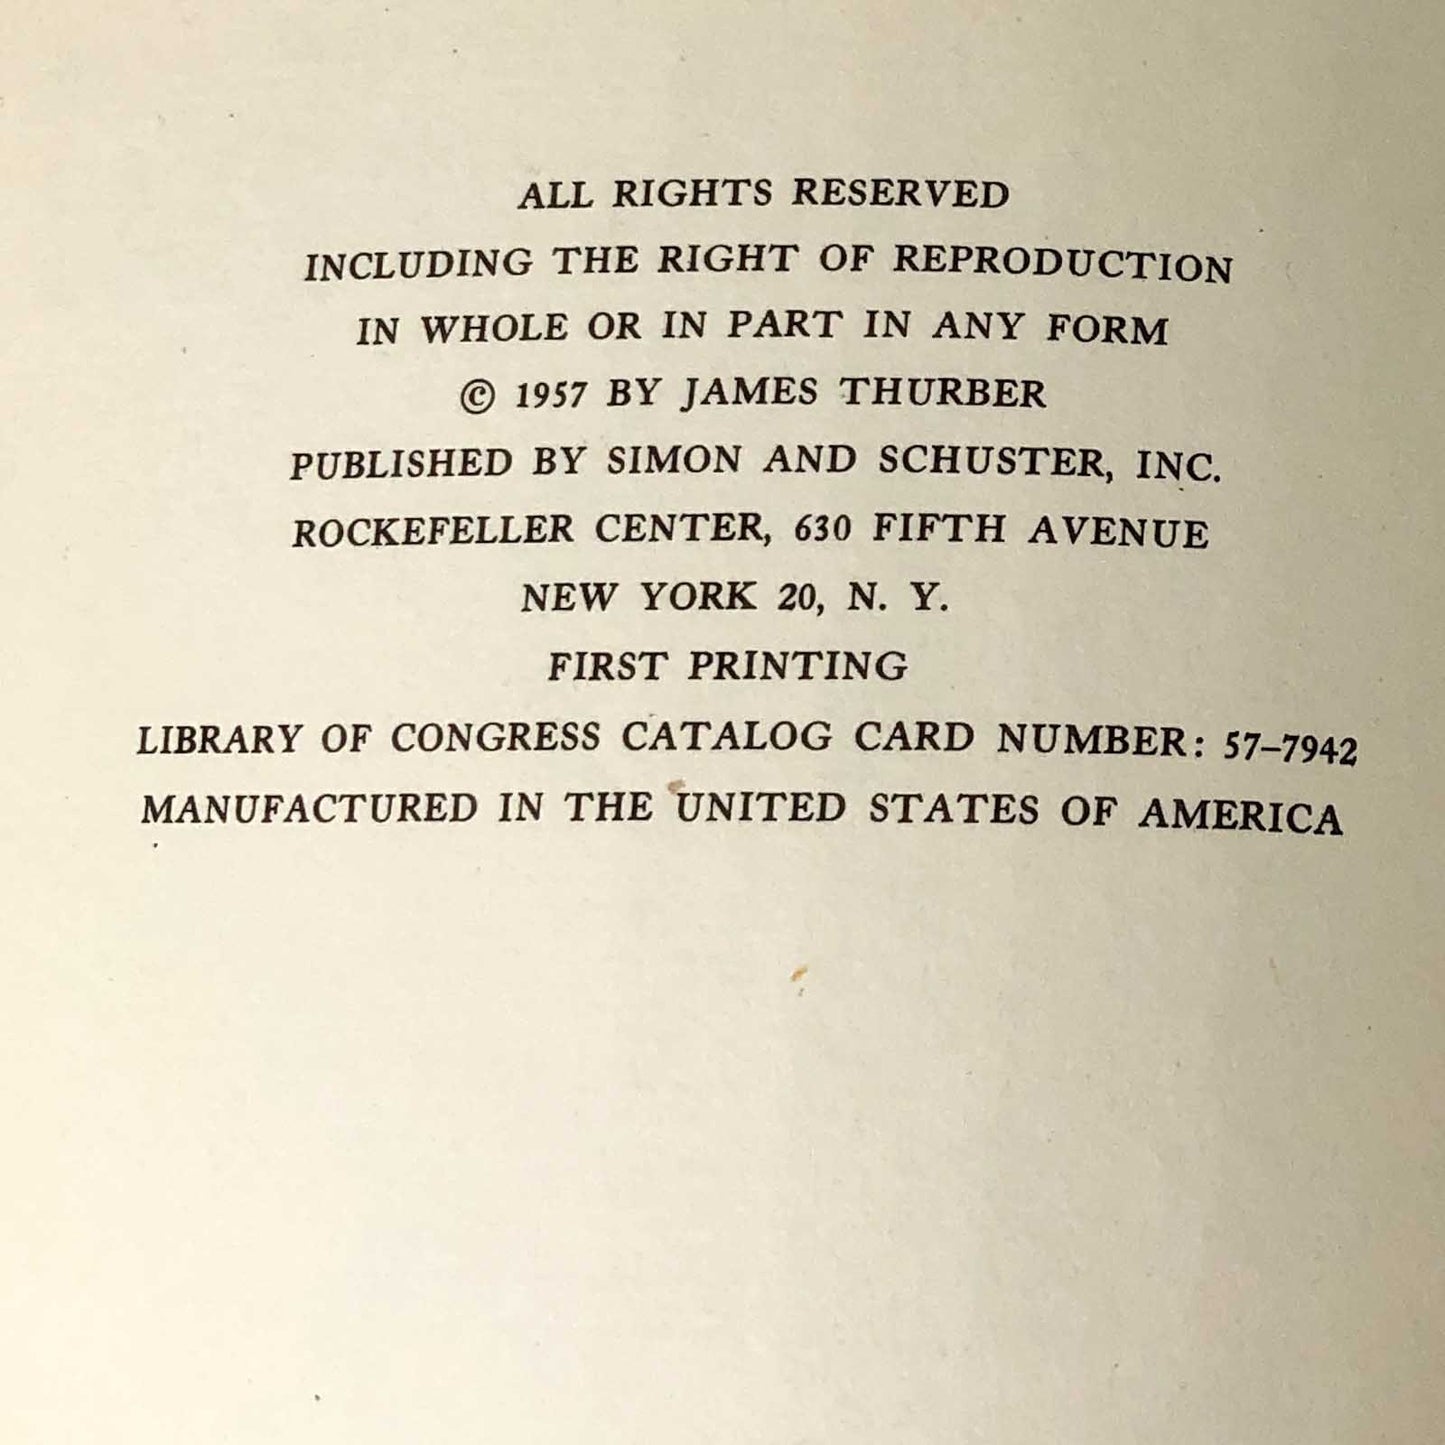 ALL RIGHTS RESERVED
INCLUDING THE RIGHT OF REPRODUCTION
IN WHOLE OR IN PART IN ANY FORM
© 1957 BY JAMES THURBER
PUBLISHED BY SIMON AND SCHUSTER, INC.
ROCKEFELLER CENTER, 630 FIFTH AVENUE
NEW YORK 20, N. Y.
FIRST PRINTING
LIBRARY OF CONGRESS CATALOG CARD NUMBER: 57–7942
MANUFACTURED IN THE UNITED STATES OF AMERICA